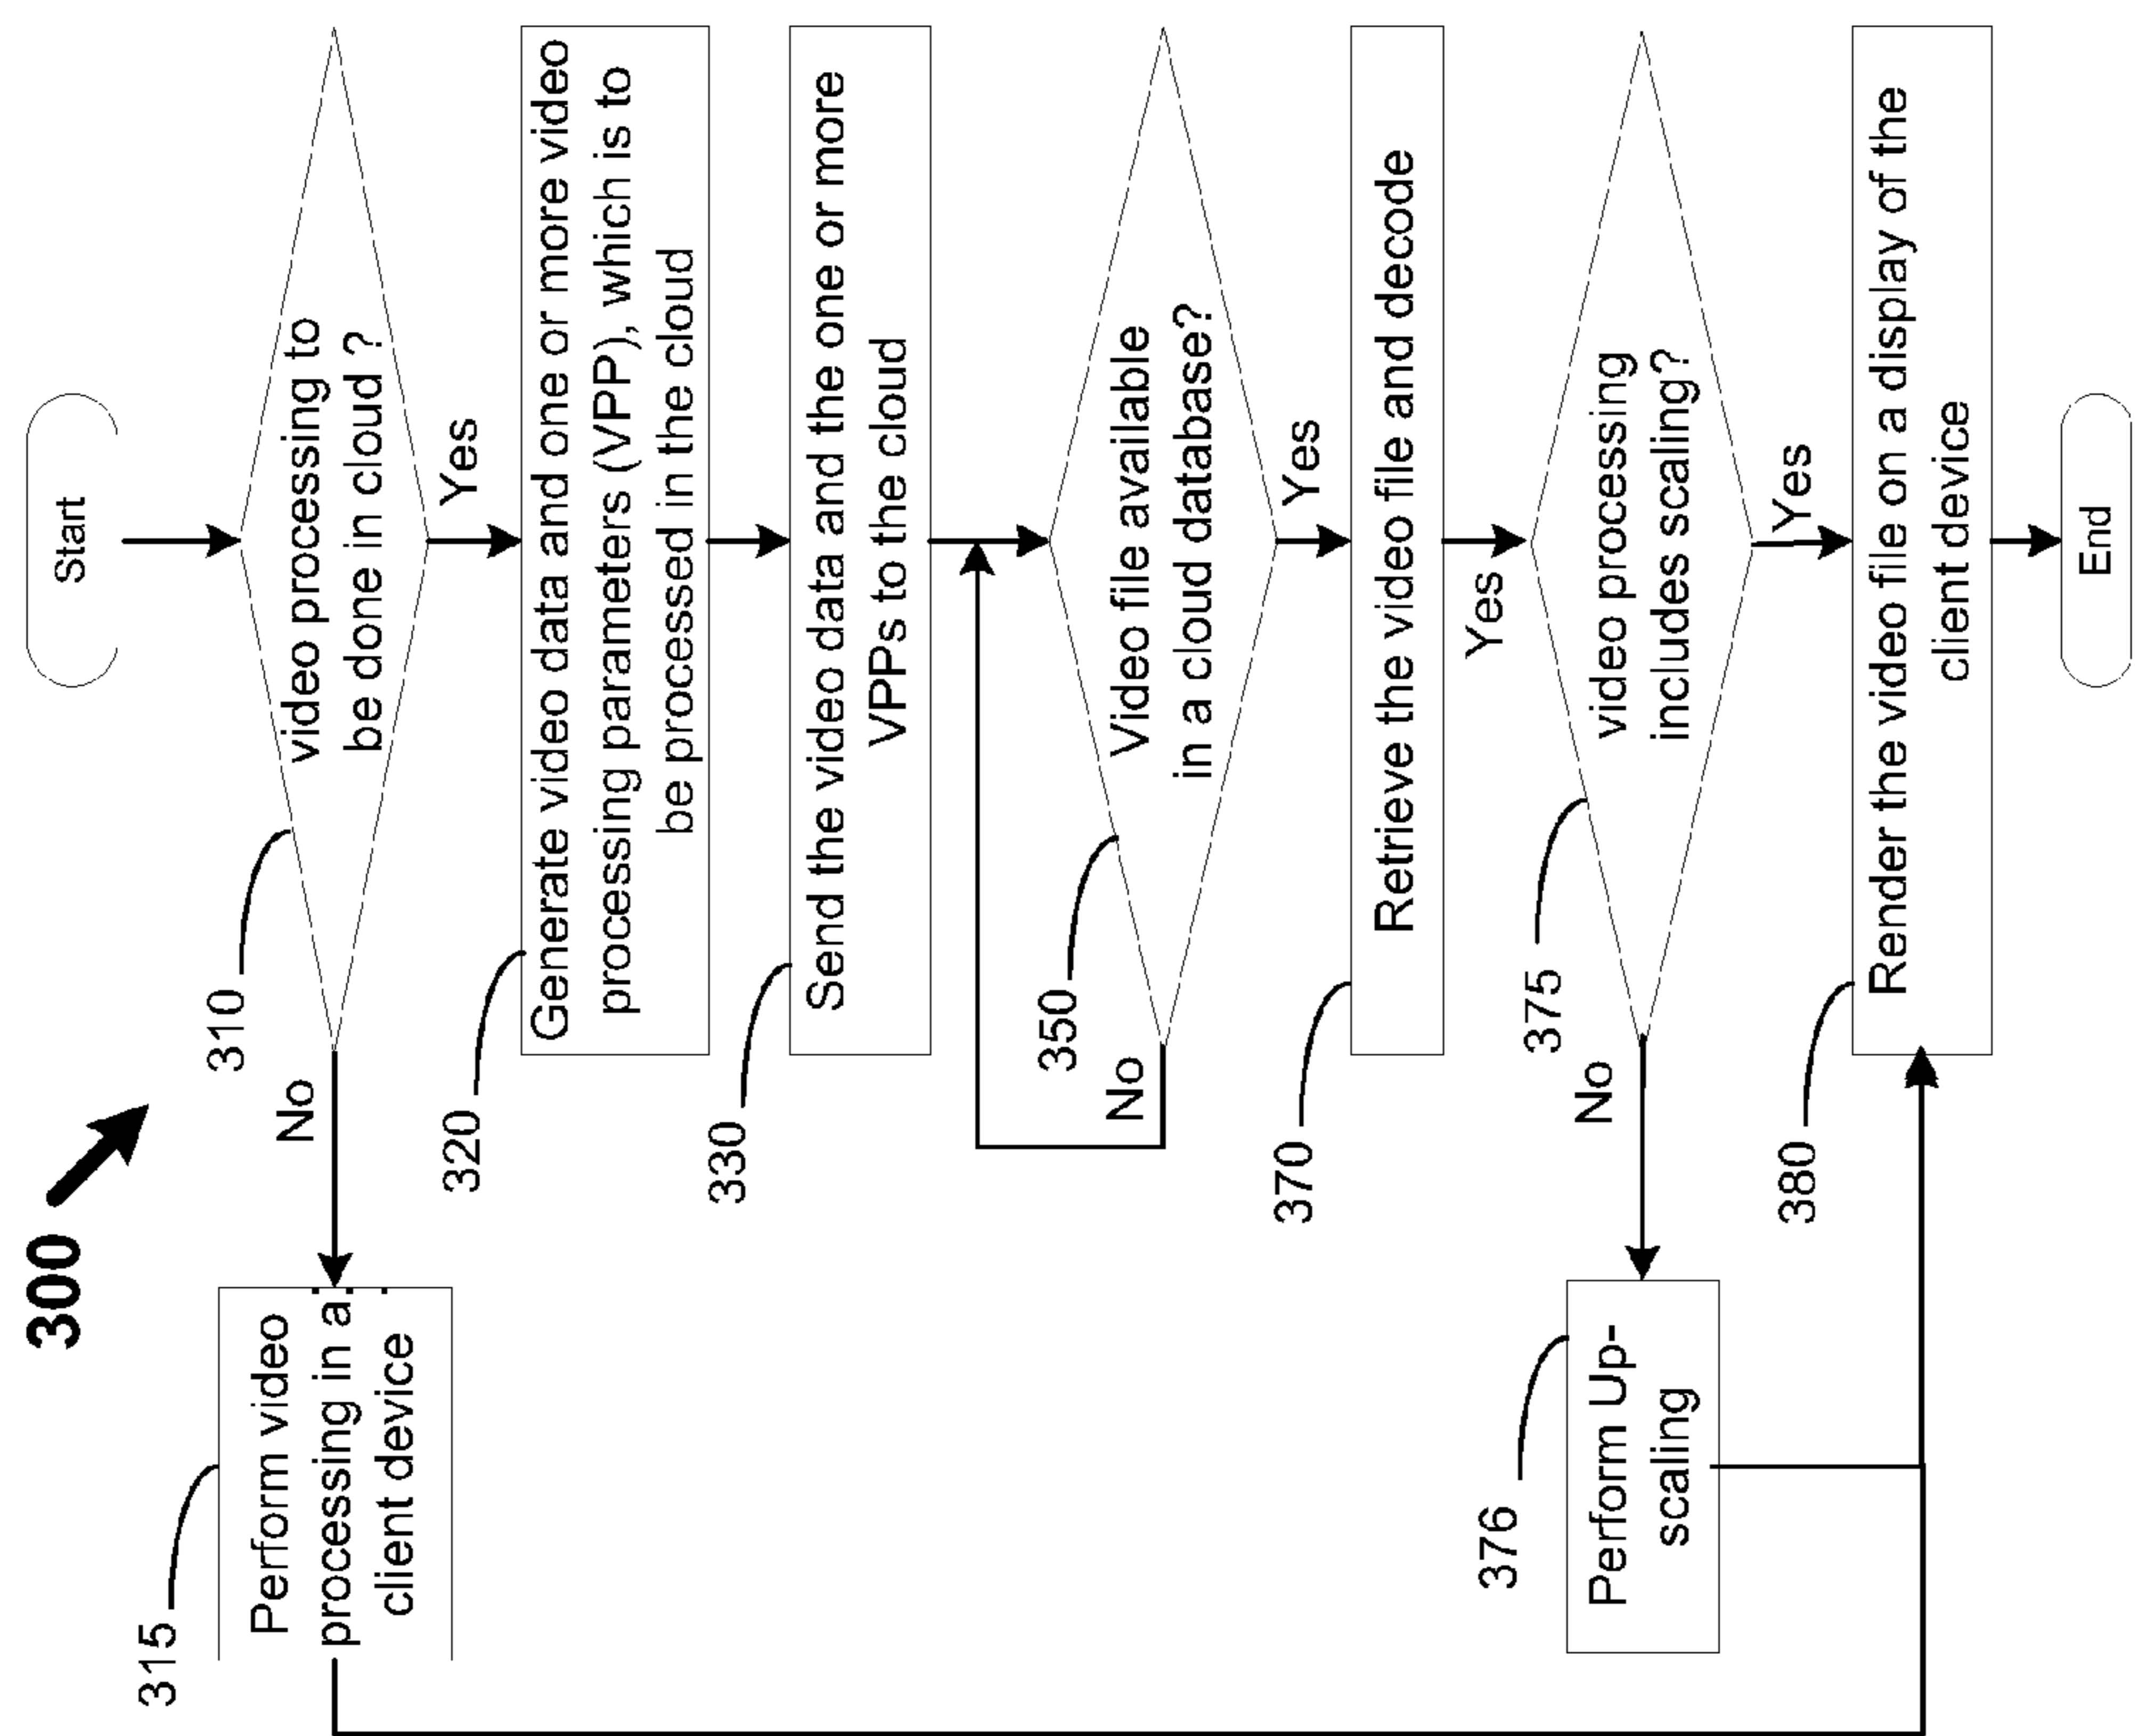 300
Start
310
video processing to
be done in cloud ?
No
Yes
315
Perform video
processing in a
client device
320
Generate video data and one or more video
processing parameters (VPP), which is to
be processed in the cloud
330
Send the video data and the one or more
VPPs to the cloud
350
Video file available
in a cloud database?
No
Yes
370
Retrieve the video file and decode
Yes
375
video processing
includes scaling?
No
Yes
376
Perform Up-
scaling
380
Render the video file on a display of the
client device
End